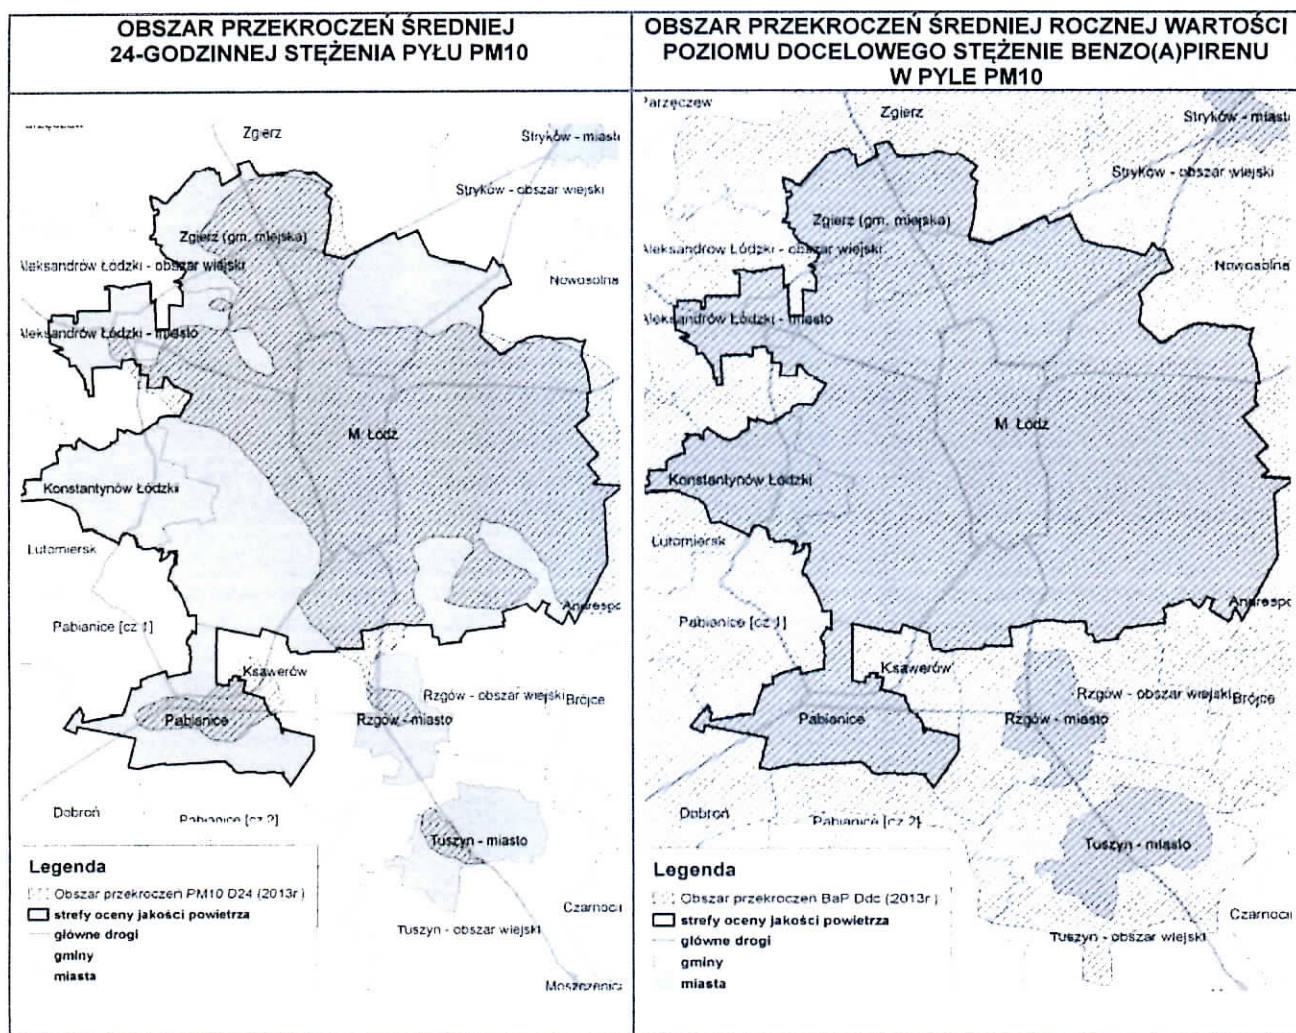 OBSZAR PRZEKROCZEŃ ŚREDNIEJ
24-GODZINNEJ STĘŻENIA PYŁU PM10
Zgierz
Stryków - miasto
Stryków - obszar wiejski
Zgierz (gm. miejska)
Aleksandrów Łódzki - obszar wiejski
Nowosolna
Aleksandrów Łódzki - miasto
M. Łódź
Konstantynów Łódzki
Lutomiersk
Andrespo
Pabianice [cz 1]
Ksawerów
Rzgów - obszar wiejski
Brójce
Pabianice
Rzgów - miasto
Dobroń
Pabianice [cz 2]
Tuszyn - miasto
Legenda
Obszar przekroczeń PM10 D24 (2013r )
strefy oceny jakości powietrza
główne drogi
gminy
miasta
Czarnocin
Tuszyn - obszar wiejski
Moszczenica
OBSZAR PRZEKROCZEŃ ŚREDNIEJ ROCZNEJ WARTOŚCI
POZIOMU DOCELOWEGO STĘŻENIE BENZO(A)PIRENU
W PYLE PM10
Parzęczew
Zgierz
Stryków - miasto
Stryków - obszar wiejski
Zgierz (gm. miejska)
Aleksandrów Łódzki - obszar wiejski
Nowosolna
Aleksandrów Łódzki - miasto
M. Łódź
Konstantynów Łódzki
Lutomiersk
Andrespo
Pabianice [cz 1]
Ksawerów
Rzgów - obszar wiejski
Brójce
Pabianice
Rzgów - miasto
Dobroń
Pabianice [cz 2]
Tuszyn - miasto
Legenda
Obszar przekroczeń BaP Ddc (2013r )
strefy oceny jakości powietrza
główne drogi
gminy
miasta
Czarnocin
Tuszyn - obszar wiejski